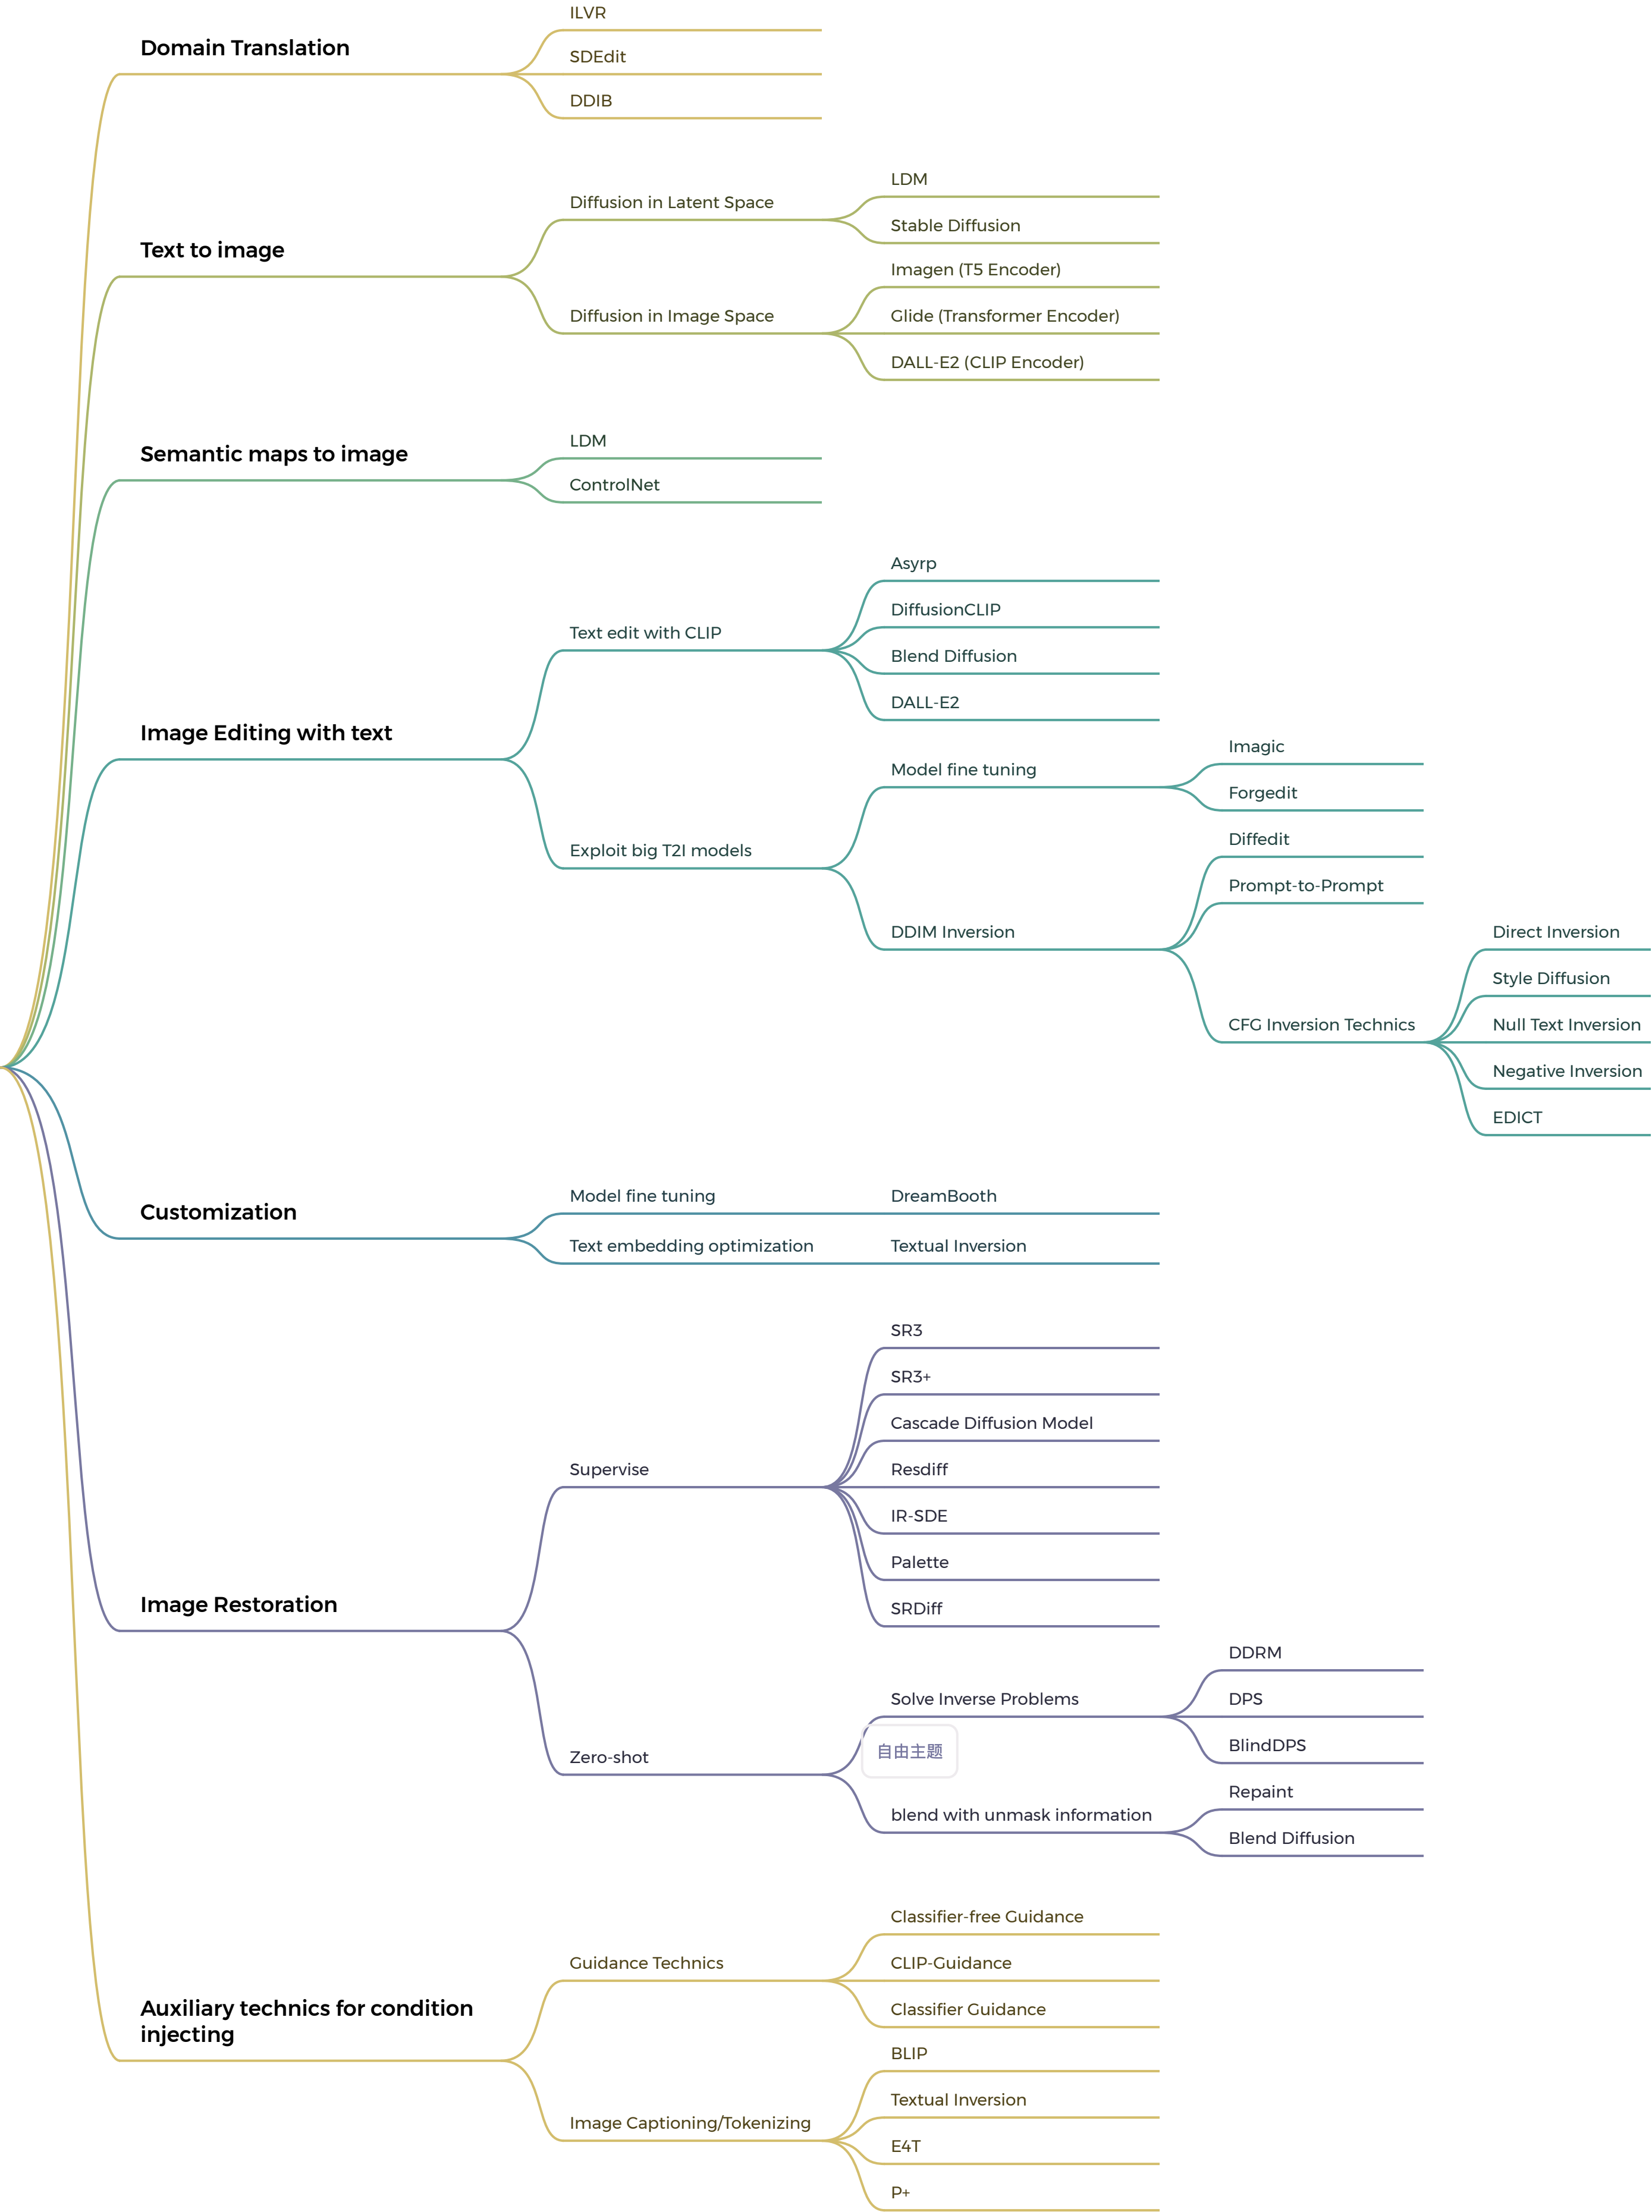 Domain Translation
ILVR
SDEdit
DDIB
Text to image
Diffusion in Latent Space
LDM
Stable Diffusion
Diffusion in Image Space
Imagen (T5 Encoder)
Glide (Transformer Encoder)
DALL-E2 (CLIP Encoder)
Semantic maps to image
LDM
ControlNet
Image Editing with text
Text edit with CLIP
Asyrp
DiffusionCLIP
Blend Diffusion
DALL-E2
Exploit big T2I models
Model fine tuning
Imagic
Forgedit
DDIM Inversion
Diffedit
Prompt-to-Prompt
CFG Inversion Technics
Direct Inversion
Style Diffusion
Null Text Inversion
Negative Inversion
EDICT
Customization
Model fine tuning
DreamBooth
Text embedding optimization
Textual Inversion
Image Restoration
Supervise
SR3
SR3+
Cascade Diffusion Model
Resdiff
IR-SDE
Palette
SRDiff
Zero-shot
Solve Inverse Problems
DDRM
DPS
BlindDPS
自由主题
blend with unmask information
Repaint
Blend Diffusion
Auxiliary technics for condition
injecting
Guidance Technics
Classifier-free Guidance
CLIP-Guidance
Classifier Guidance
Image Captioning/Tokenizing
BLIP
Textual Inversion
E4T
P+